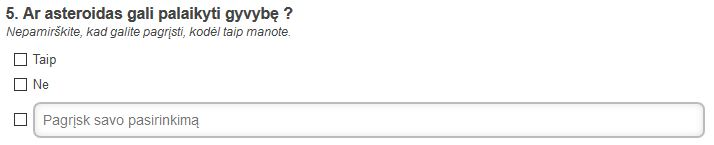 5. Ar asteroidas gali palaikyti gyvybę ?
Nepamirškite, kad galite pagrįsti, kodėl taip manote.
Taip
Ne
Pagrįsk savo pasirinkimą